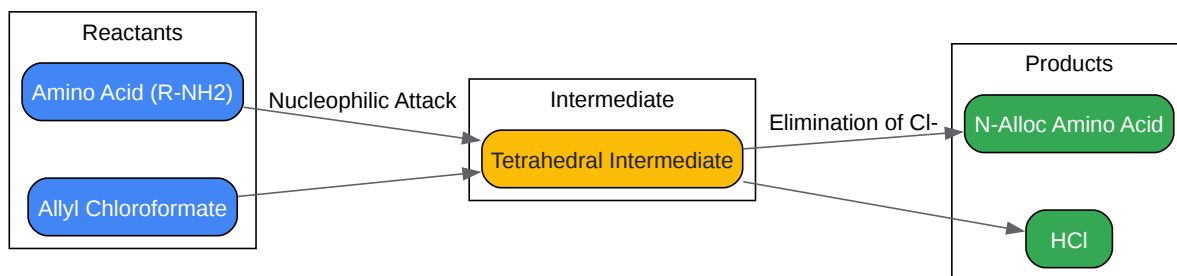 Reactants
Amino Acid (R-NH2)
Allyl Chloroformate
Nucleophilic Attack
Intermediate
Tetrahedral Intermediate
Elimination of Cl-
Products
N-Alloc Amino Acid
HCl